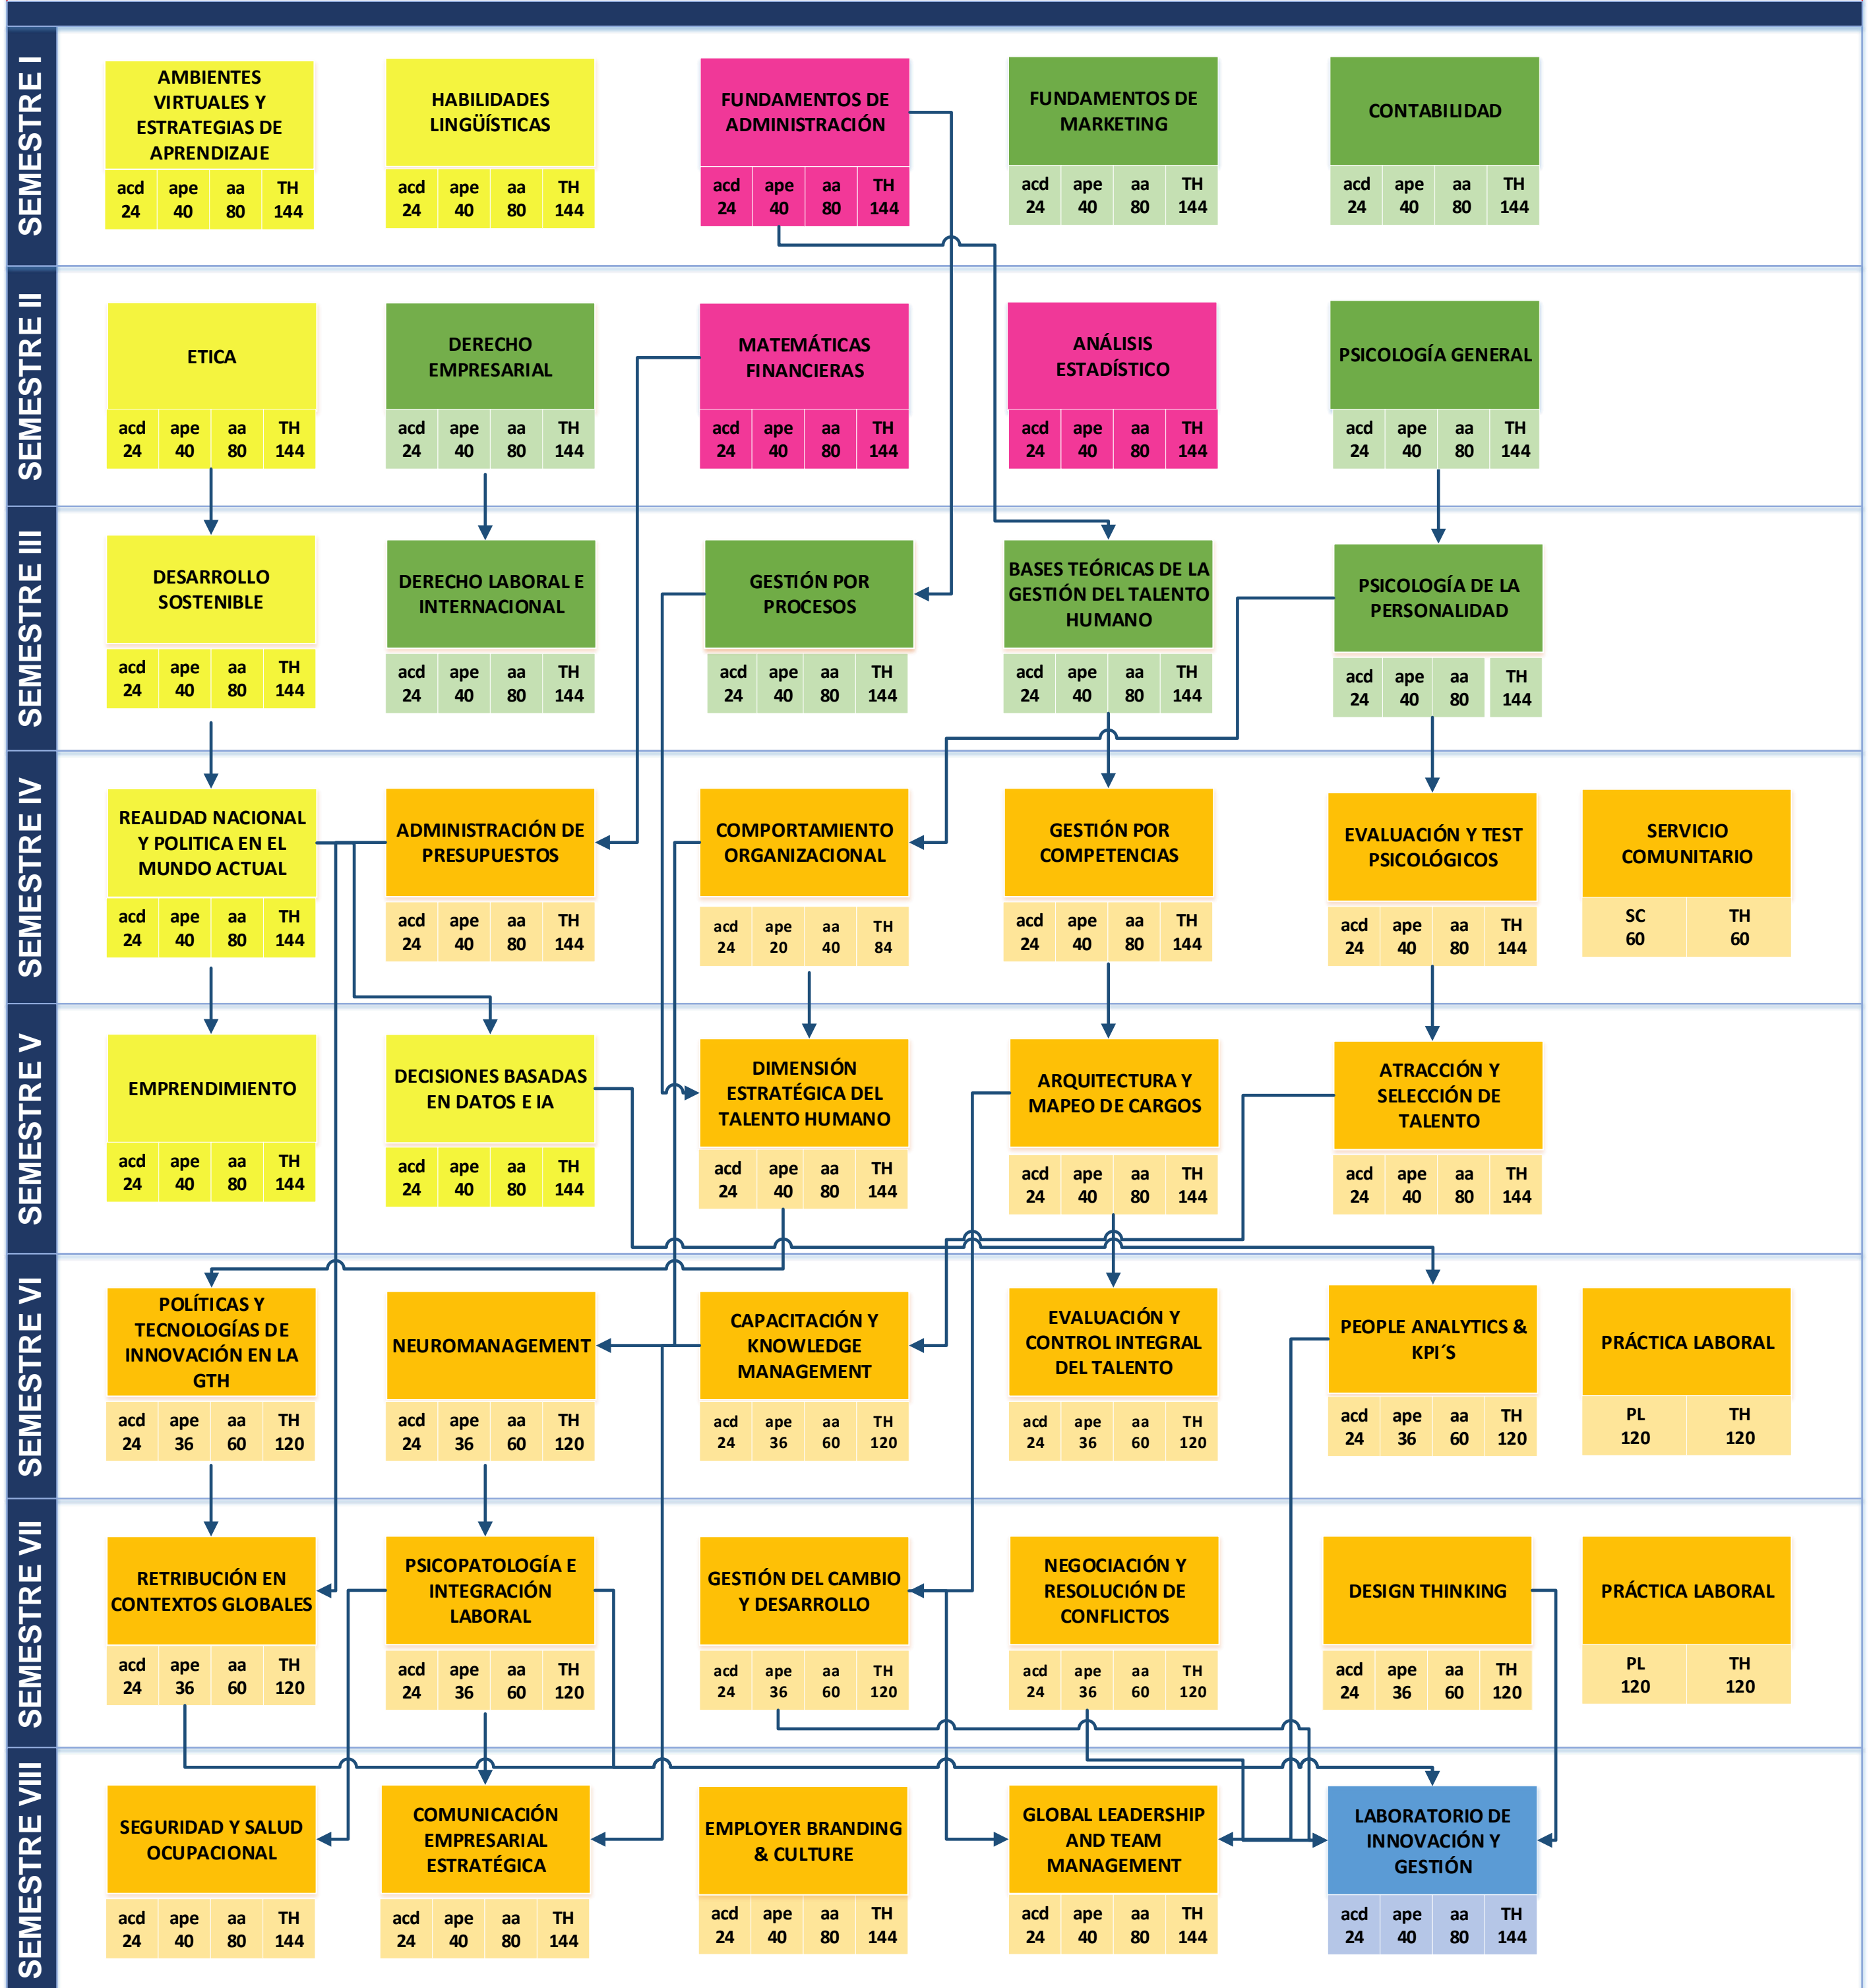 SEMESTRE I
AMBIENTES
VIRTUALES Y
ESTRATEGIAS DE
APRENDIZAJE
acd ape aa TH
24 40 80 144
HABILIDADES
LINGÜÍSTICAS
acd ape aa TH
24 40 80 144
FUNDAMENTOS DE
ADMINISTRACIÓN
acd ape aa TH
24 40 80 144
FUNDAMENTOS DE
MARKETING
acd ape aa TH
24 40 80 144
CONTABILIDAD
acd ape aa TH
24 40 80 144
SEMESTRE II
ETICA
acd ape aa TH
24 40 80 144
DERECHO
EMPRESARIAL
acd ape aa TH
24 40 80 144
MATEMÁTICAS
FINANCIERAS
acd ape aa TH
24 40 80 144
ANÁLISIS
ESTADÍSTICO
acd ape aa TH
24 40 80 144
PSICOLOGÍA GENERAL
acd ape aa TH
24 40 80 144
SEMESTRE III
DESARROLLO
SOSTENIBLE
acd ape aa TH
24 40 80 144
DERECHO LABORAL E
INTERNACIONAL
acd ape aa TH
24 40 80 144
GESTIÓN POR
PROCESOS
acd ape aa TH
24 40 80 144
BASES TEÓRICAS DE LA
GESTIÓN DEL TALENTO
HUMANO
acd ape aa TH
24 40 80 144
PSICOLOGÍA DE LA
PERSONALIDAD
acd ape aa TH
24 40 80 144
SEMESTRE IV
REALIDAD NACIONAL
Y POLITICA EN EL
MUNDO ACTUAL
acd ape aa TH
24 40 80 144
ADMINISTRACIÓN DE
PRESUPUESTOS
acd ape aa TH
24 40 80 144
COMPORTAMIENTO
ORGANIZACIONAL
acd ape aa TH
24 20 40 84
GESTIÓN POR
COMPETENCIAS
acd ape aa TH
24 40 80 144
EVALUACIÓN Y TEST
PSICOLÓGICOS
acd ape aa TH
24 40 80 144
SERVICIO
COMUNITARIO
SC TH
60 60
SEMESTRE V
EMPRENDIMIENTO
acd ape aa TH
24 40 80 144
DECISIONES BASADAS
EN DATOS E IA
acd ape aa TH
24 40 80 144
DIMENSIÓN
ESTRATÉGICA DEL
TALENTO HUMANO
acd ape aa TH
24 40 80 144
ARQUITECTURA Y
MAPEO DE CARGOS
acd ape aa TH
24 40 80 144
ATRACCIÓN Y
SELECCIÓN DE
TALENTO
acd ape aa TH
24 40 80 144
SEMESTRE VI
POLÍTICAS Y
TECNOLOGÍAS DE
INNOVACIÓN EN LA
GTH
acd ape aa TH
24 36 60 120
NEUROMANAGEMENT
acd ape aa TH
24 36 60 120
CAPACITACIÓN Y
KNOWLEDGE
MANAGEMENT
acd ape aa TH
24 36 60 120
EVALUACIÓN Y
CONTROL INTEGRAL
DEL TALENTO
acd ape aa TH
24 36 60 120
PEOPLE ANALYTICS &
KPI´S
acd ape aa TH
24 36 60 120
PRÁCTICA LABORAL
PL TH
120 120
SEMESTRE VII
RETRIBUCIÓN EN
CONTEXTOS GLOBALES
acd ape aa TH
24 36 60 120
PSICOPATOLOGÍA E
INTEGRACIÓN
LABORAL
acd ape aa TH
24 36 60 120
GESTIÓN DEL CAMBIO
Y DESARROLLO
acd ape aa TH
24 36 60 120
NEGOCIACIÓN Y
RESOLUCIÓN DE
CONFLICTOS
acd ape aa TH
24 36 60 120
DESIGN THINKING
acd ape aa TH
24 36 60 120
PRÁCTICA LABORAL
PL TH
120 120
SEMESTRE VIII
SEGURIDAD Y SALUD
OCUPACIONAL
acd ape aa TH
24 40 80 144
COMUNICACIÓN
EMPRESARIAL
ESTRATÉGICA
acd ape aa TH
24 40 80 144
EMPLOYER BRANDING
& CULTURE
acd ape aa TH
24 40 80 144
GLOBAL LEADERSHIP
AND TEAM
MANAGEMENT
acd ape aa TH
24 40 80 144
LABORATORIO DE
INNOVACIÓN Y
GESTIÓN
acd ape aa TH
24 40 80 144